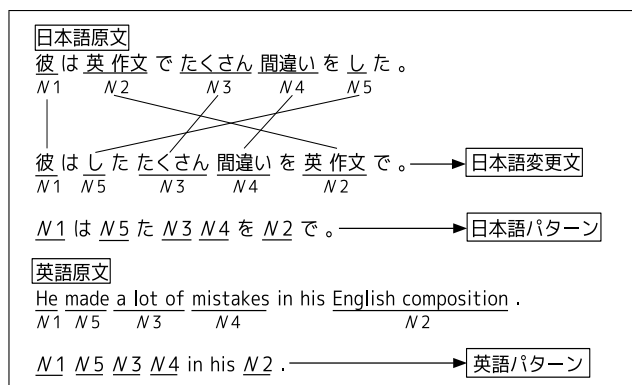 日本語原文
彼 は 英 作文 で たくさん 間違い を し た 。
N1 N2 N3 N4 N5
彼 は し た たくさん 間違い を 英 作文 で 。 日本語変更文
N1 N5 N3 N4 N2
N1 は N5 た N3 N4 を N2 で 。 日本語パターン
英語原文
He made a lot of mistakes in his English composition .
N1 N5 N3 N4 N2
N1 N5 N3 N4 in his N2 . 英語パターン